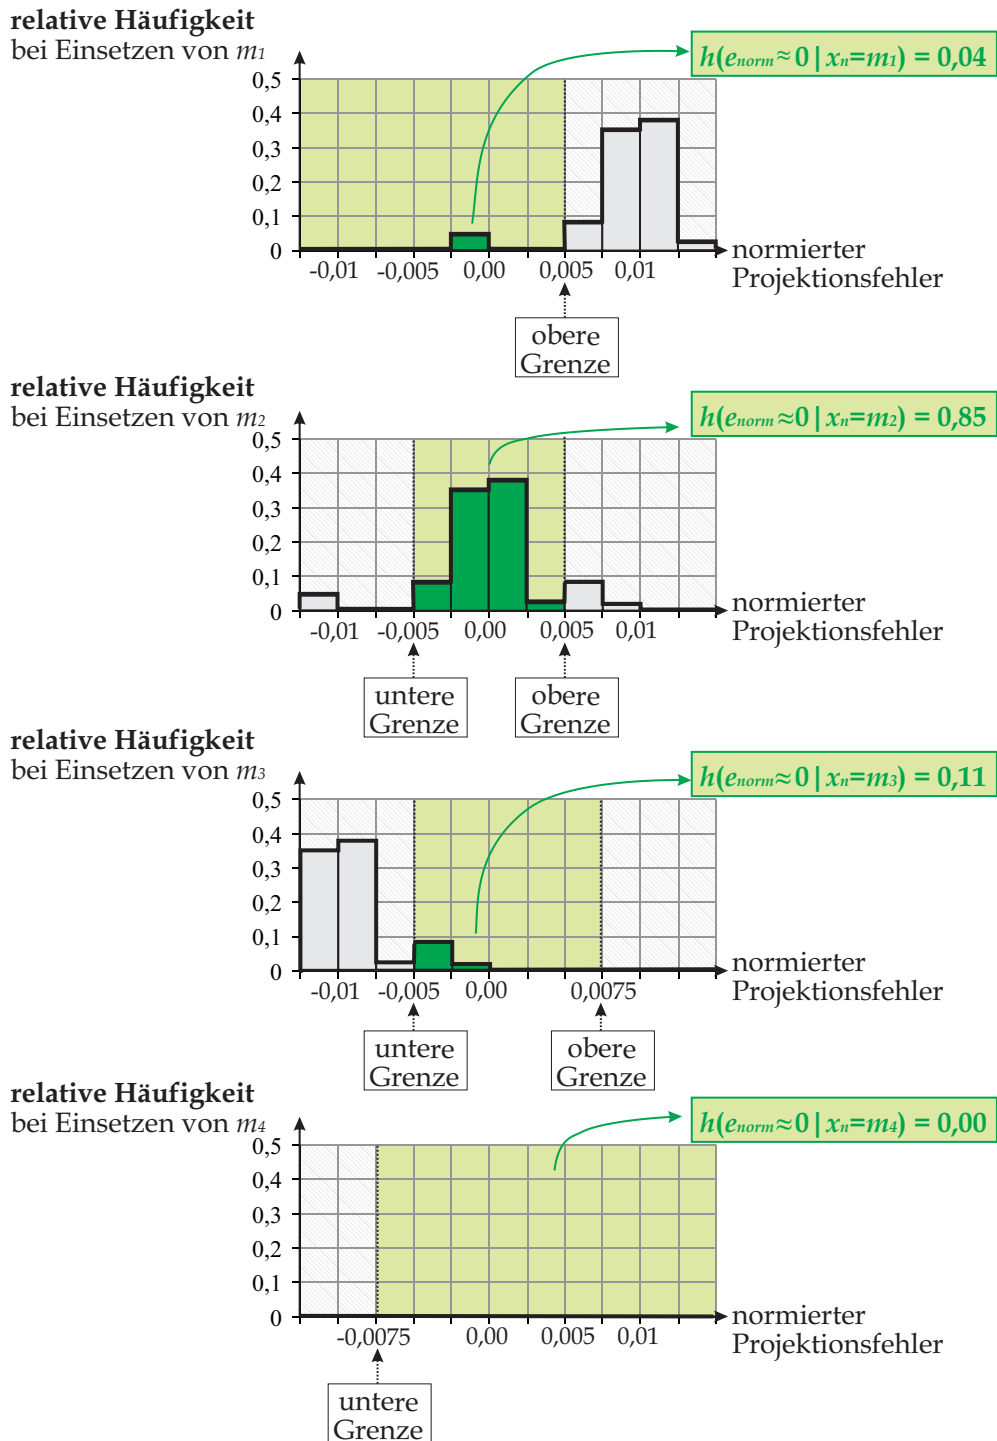 relative Häufigkeit
bei Einsetzen von m1
h(enorm≈0|xn=m1) = 0,04
0,5
0,4
0,3
0,2
0,1
0
-0,01 -0,005 0,00 0,005 0,01
normierter
Projektionsfehler
obere
Grenze
relative Häufigkeit
bei Einsetzen von m2
h(enorm≈0|xn=m2) = 0,85
0,5
0,4
0,3
0,2
0,1
0
-0,01 -0,005 0,00 0,005 0,01
normierter
Projektionsfehler
untere
Grenze
obere
Grenze
relative Häufigkeit
bei Einsetzen von m3
h(enorm≈0|xn=m3) = 0,11
0,5
0,4
0,3
0,2
0,1
0
-0,01 -0,005 0,00 0,0075
normierter
Projektionsfehler
untere
Grenze
obere
Grenze
relative Häufigkeit
bei Einsetzen von m4
h(enorm≈0|xn=m4) = 0,00
0,5
0,4
0,3
0,2
0,1
0
-0,0075 0,00 0,005 0,01
normierter
Projektionsfehler
untere
Grenze